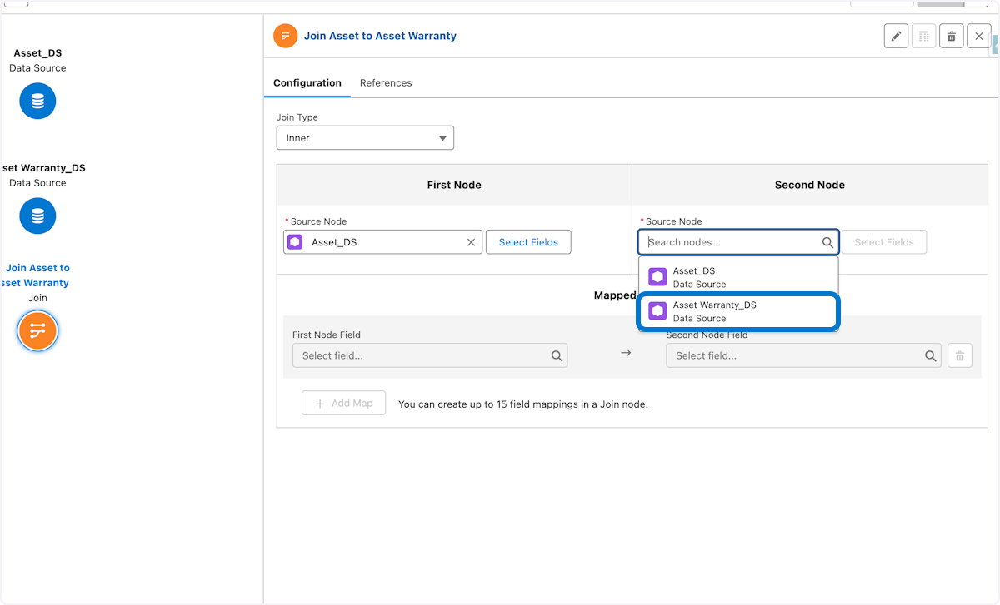 Asset_DS
Data Source
sset Warranty_DS
Data Source
Join Asset to
sset Warranty
Join
Join Asset to Asset Warranty
Configuration
References
Join Type
Inner
First Node
Second Node
* Source Node
Asset_DS
Select Fields
* Source Node
Search nodes...
Select Fields
Asset_DS
Data Source
Asset Warranty_DS
Data Source
Mapped
First Node Field
Select field...
Second Node Field
Select field...
Add Map
You can create up to 15 field mappings in a Join node.